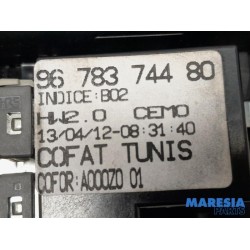 96 783 744 80
INDICE: B02
HW2.0 CEMO
13/04/12-08:31:40
COFAT TUNIS
COFOR: A000Z0 01
MARESIA